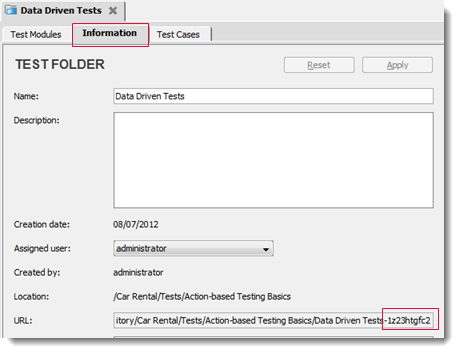 Data Driven Tests
Test Modules Information Test Cases
TEST FOLDER Reset Apply
Name: Data Driven Tests
Description:
Creation date: 08/07/2012
Assigned user: administrator
Created by: administrator
Location: /Car Rental/Tests/Action-based Testing Basics
URL: itory/Car Rental/Tests/Action-based Testing Basics/Data Driven Tests-1z23htgfc2